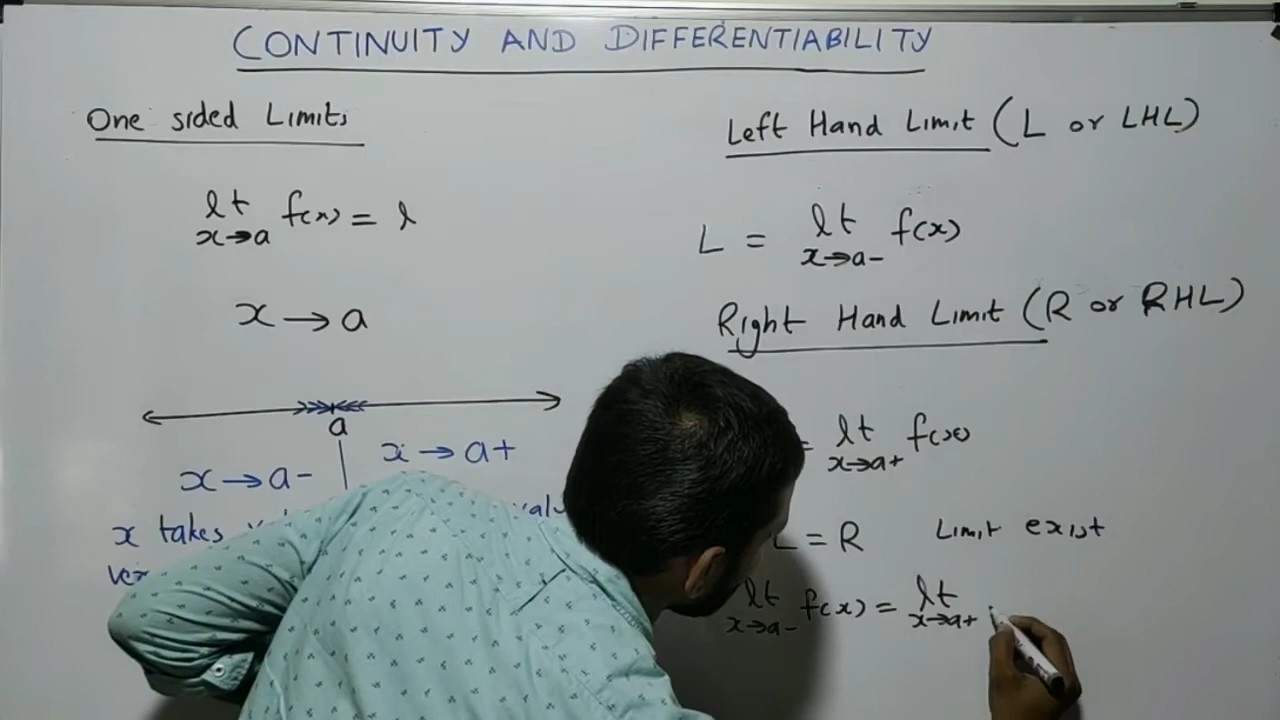 CONTINUITY AND DIFFERENTIABILITY
One sided Limits
lt f(x) = l
x→a
x → a
a
x → a- x → a+
x takes
Left Hand Limit (L or LHL)
L = lt f(x)
x→a-
Right Hand Limit (R or RHL)
= lt f(x)
x→a+
L = R Limit exist
lt f(x) = lt
x→a- x→a+